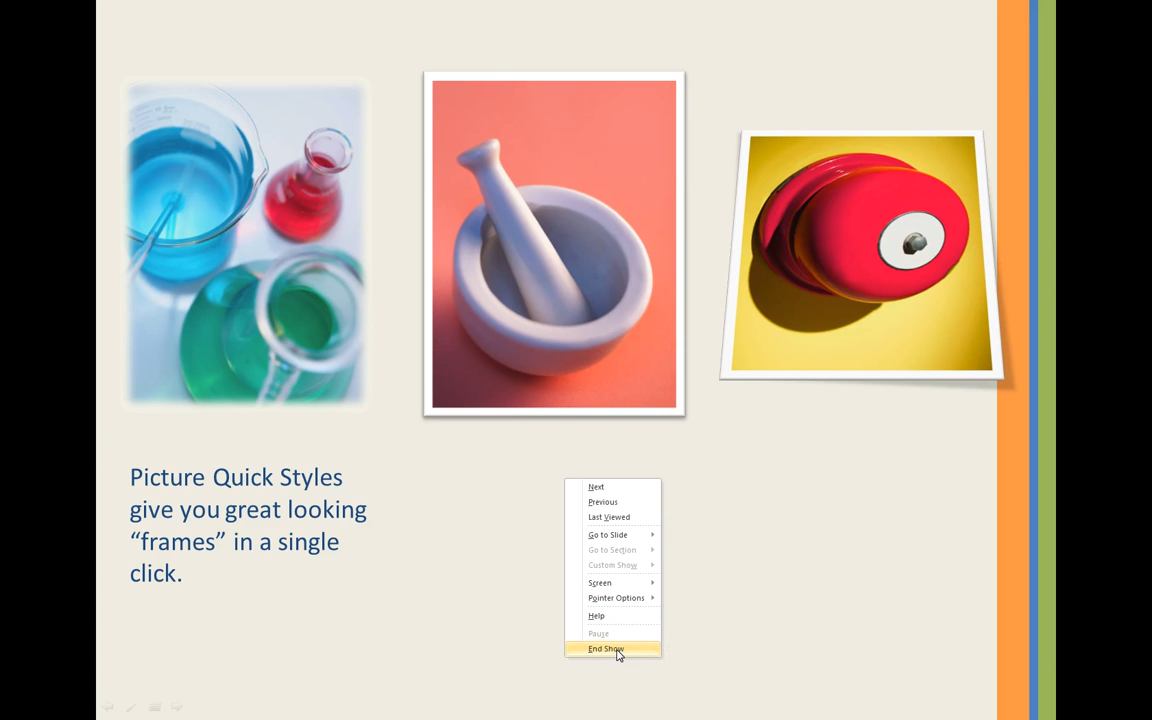 Picture Quick Styles
give you great looking
“frames” in a single
click.
Next
Previous
Last Viewed
Go to Slide
Go to Section
Custom Show
Screen
Pointer Options
Help
Pause
End Show